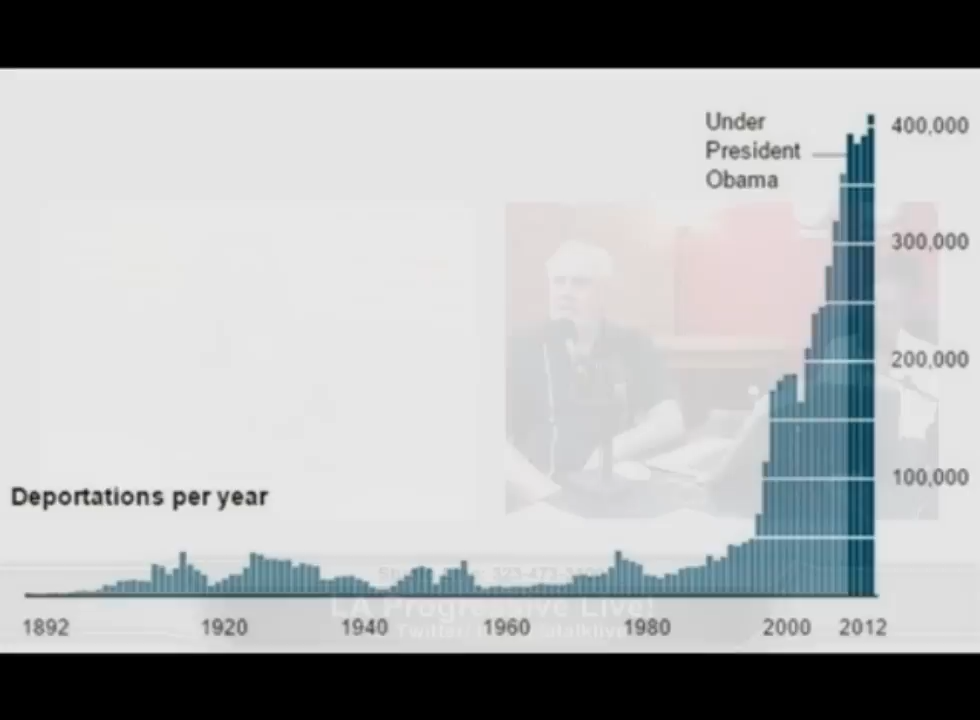 Under
President
Obama
400,000
300,000
200,000
100,000
Deportations per year
LA Progressive Live!
1892 1920 1940 1960 1980 2000 2012